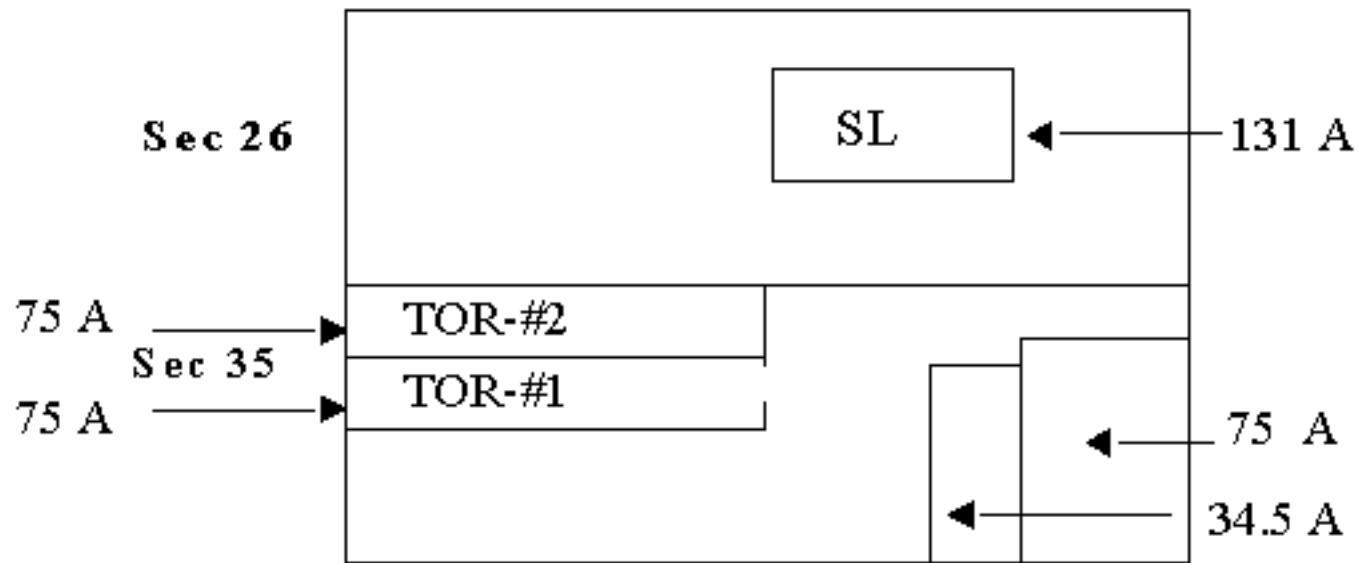 SL
Sec 26
131 A
75 A
TOR-#2
Sec 35
TOR-#1
75 A
75 A
34.5 A